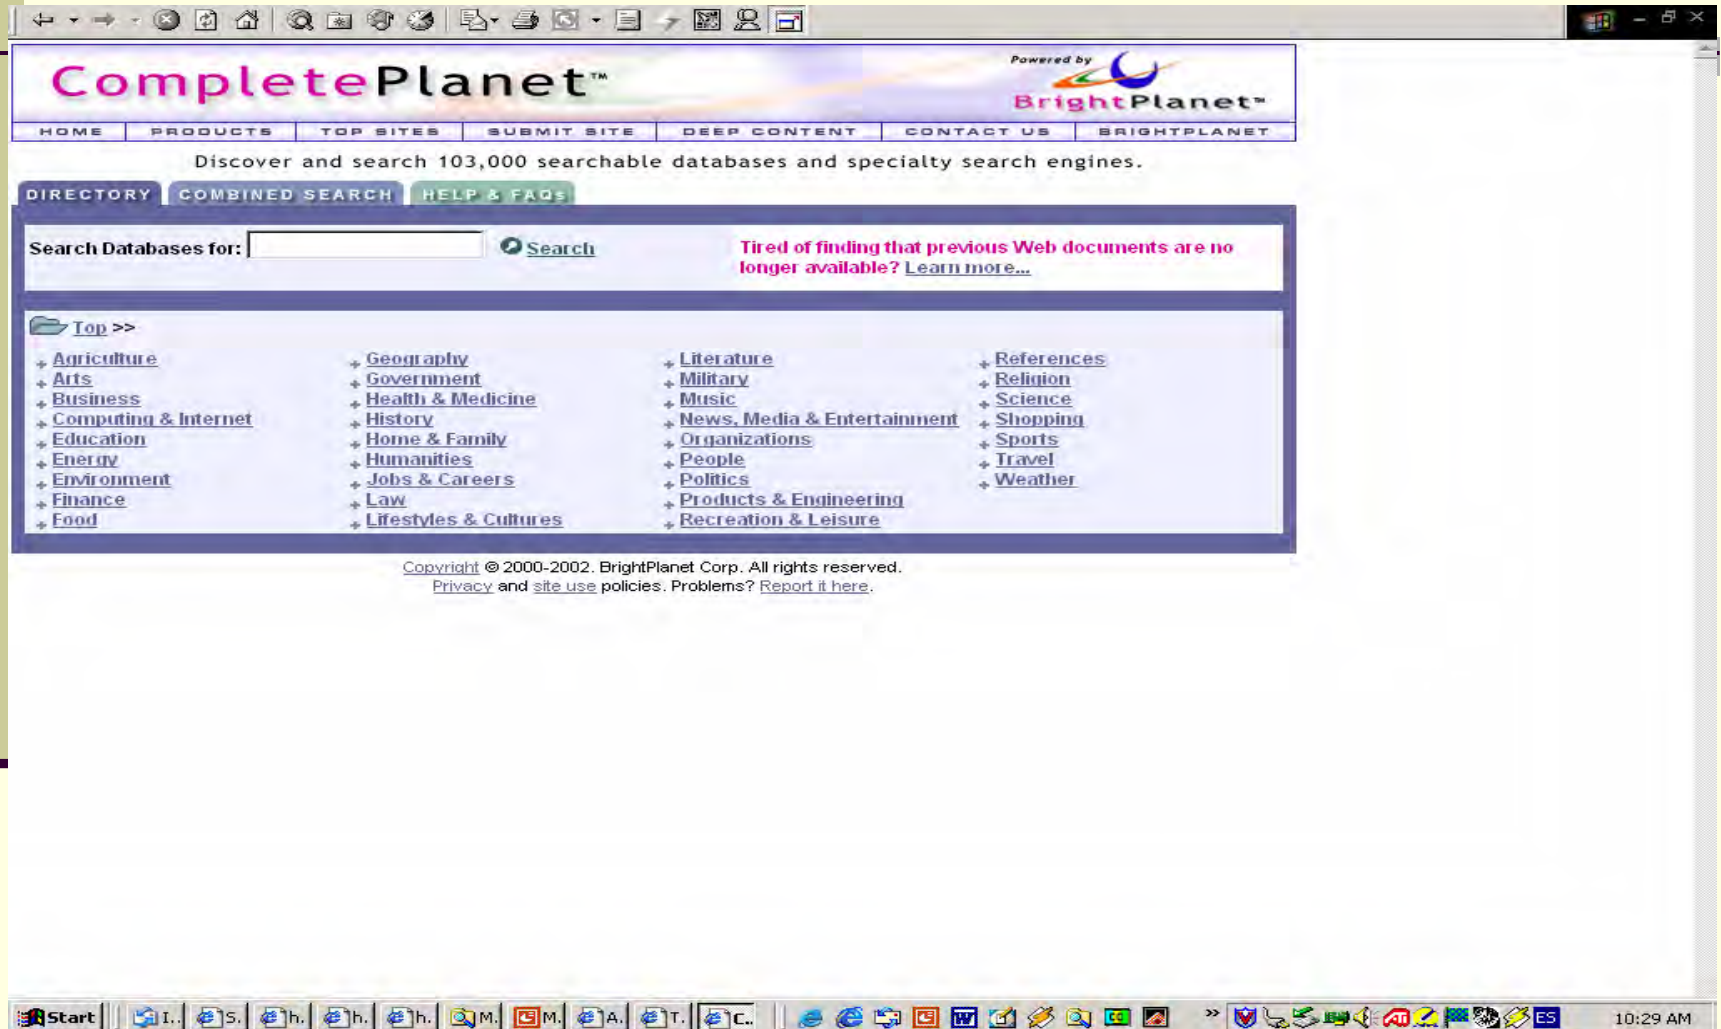 CompletePlanet™
Powered by
BrightPlanet™
HOME PRODUCTS TOP SITES SUBMIT SITE DEEP CONTENT CONTACT US BRIGHTPLANET
Discover and search 103,000 searchable databases and specialty search engines.
DIRECTORY COMBINED SEARCH HELP & FAQs
Search Databases for: Search
Tired of finding that previous Web documents are no
longer available? Learn more...
Top >>
Agriculture
Arts
Business
Computing & Internet
Education
Energy
Environment
Finance
Food
Geography
Government
Health & Medicine
History
Home & Family
Humanities
Jobs & Careers
Law
Lifestyles & Cultures
Literature
Military
Music
News, Media & Entertainment
Organizations
People
Politics
Products & Engineering
Recreation & Leisure
References
Religion
Science
Shopping
Sports
Travel
Weather
Copyright © 2000-2002. BrightPlanet Corp. All rights reserved.
Privacy and site use policies. Problems? Report it here.
Start I.. S. h. h. h. M. M. A. T. C.. » ES 10:29 AM